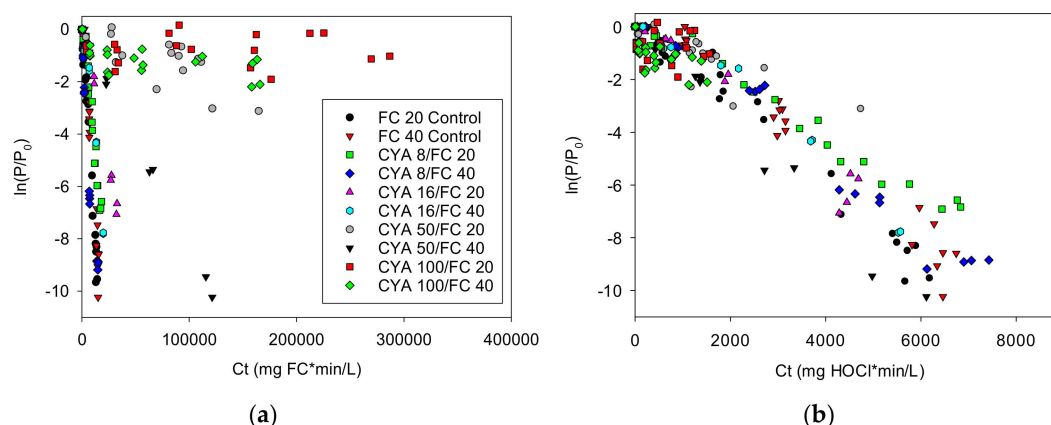 0
-2
-4
-6
-8
-10
ln(P/P0)
0
100000
200000
300000
400000
Ct (mg FC*min/L)
FC 20 Control
FC 40 Control
CYA 8/FC 20
CYA 8/FC 40
CYA 16/FC 20
CYA 16/FC 40
CYA 50/FC 20
CYA 50/FC 40
CYA 100/FC 20
CYA 100/FC 40
(a)
0
-2
-4
-6
-8
-10
ln(P/P0)
0
2000
4000
6000
8000
Ct (mg HOCl*min/L)
(b)